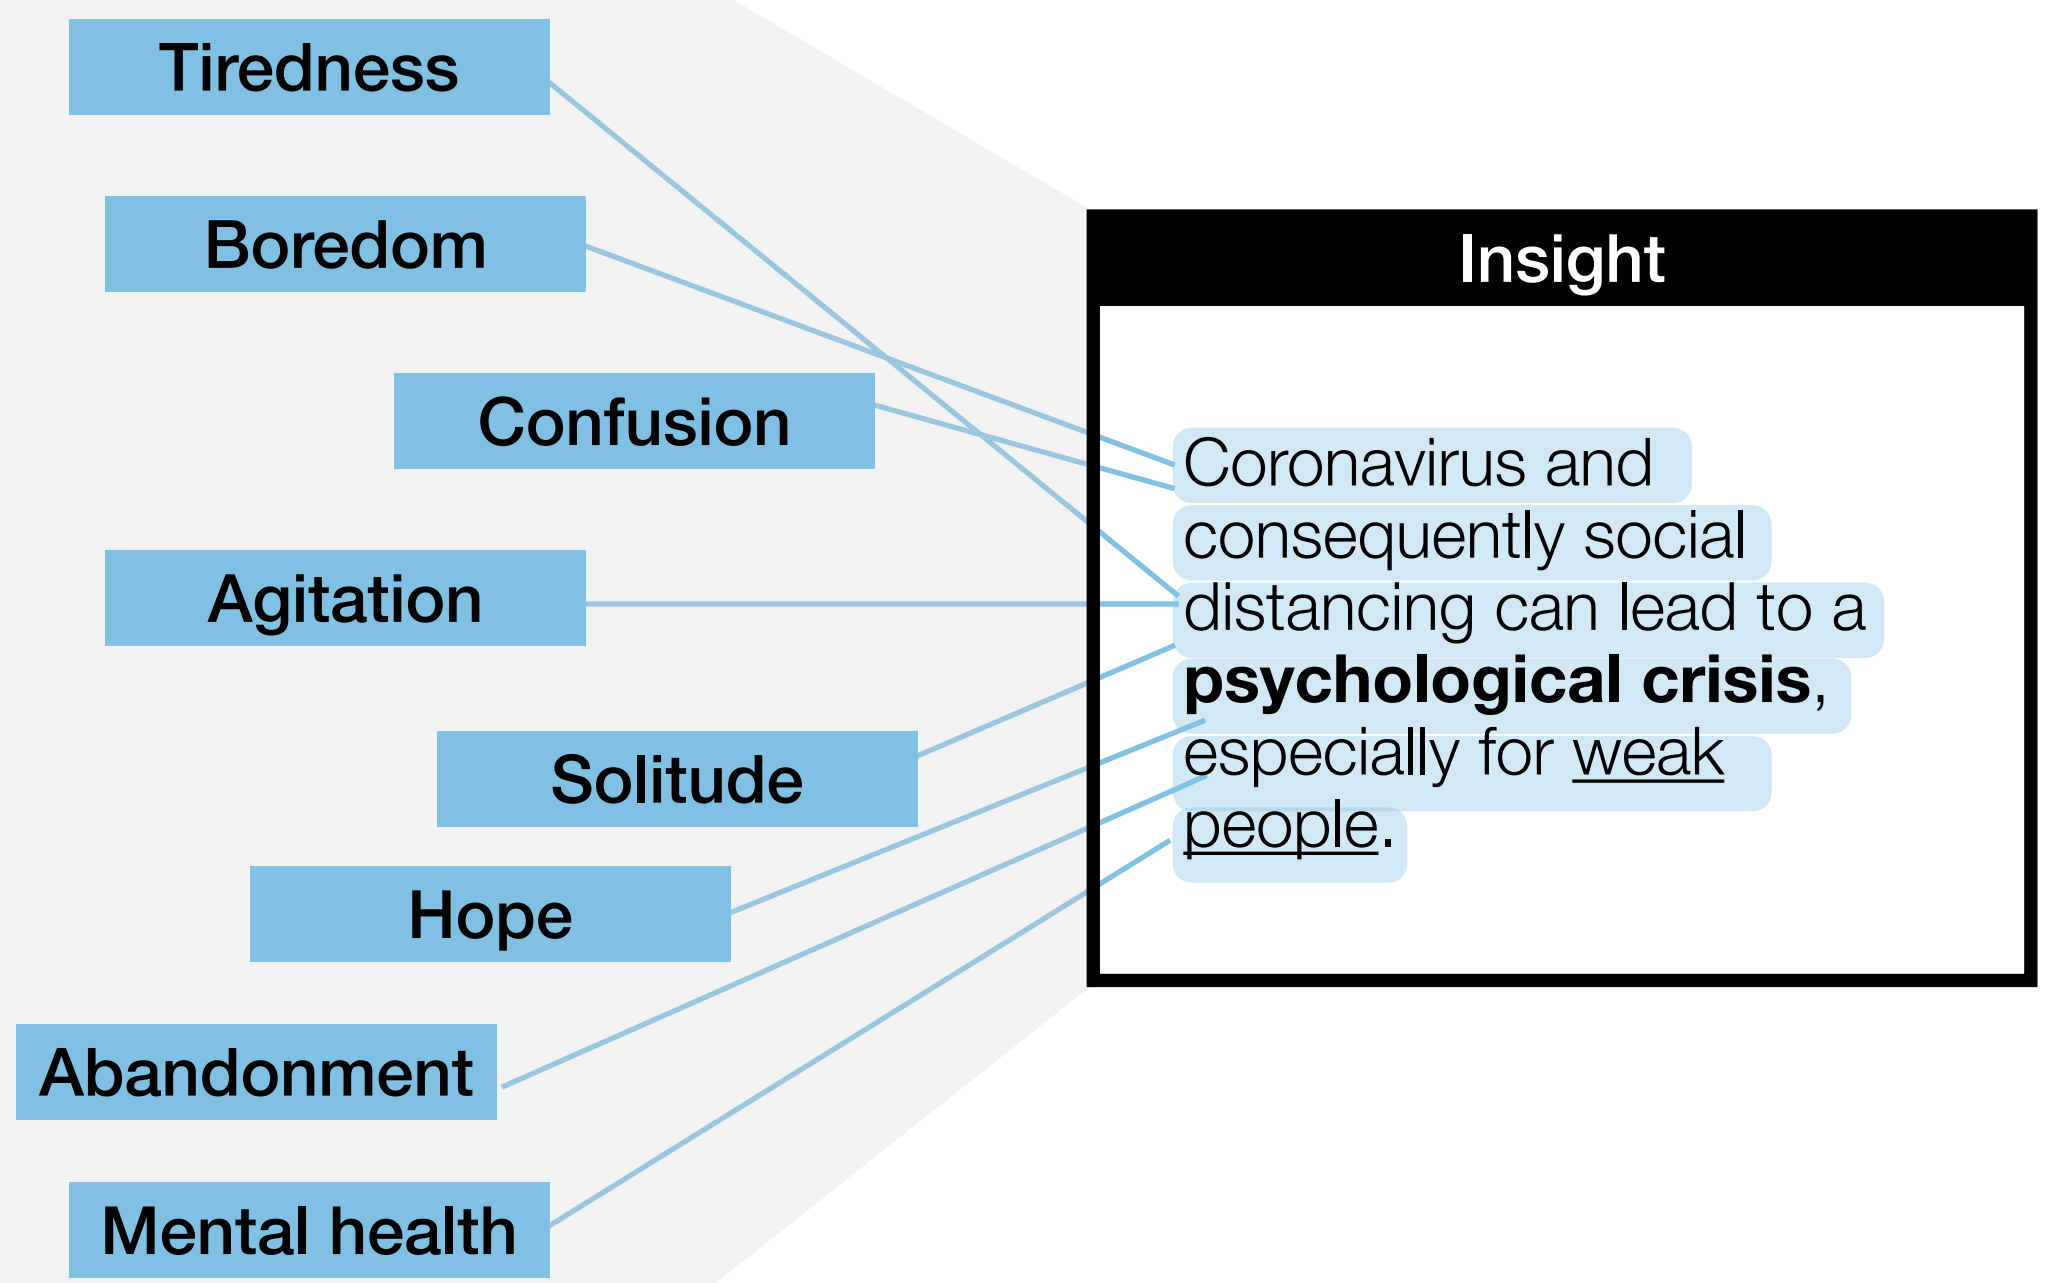 Tiredness
Boredom
Confusion
Agitation
Solitude
Hope
Abandonment
Mental health
Insight
Coronavirus and
consequently social
distancing can lead to a
psychological crisis,
especially for weak
people.